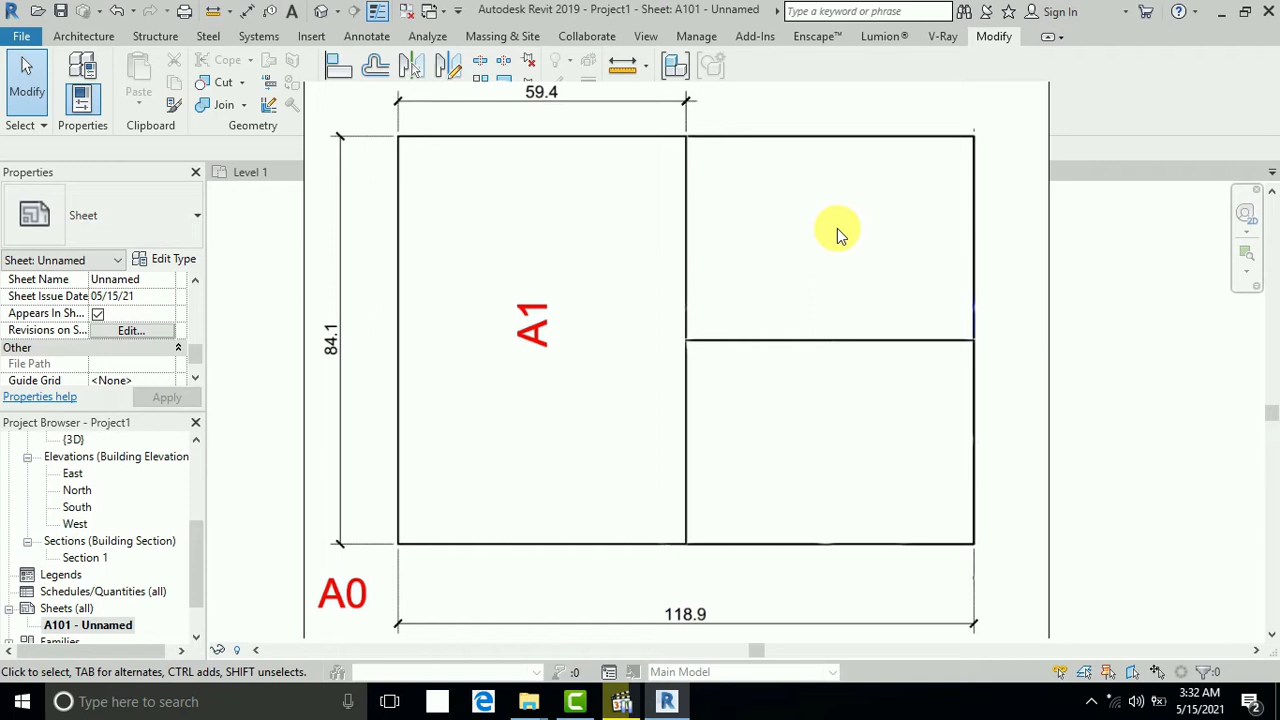 Autodesk Revit 2019 - Project1 - Sheet: A101 - Unnamed
Type a keyword or phrase
Sign In
File
Architecture
Structure
Steel
Systems
Insert
Annotate
Analyze
Massing & Site
Collaborate
View
Manage
Add-Ins
Enscape™
Lumion®
V-Ray
Modify
Modify
Properties
Paste
Cope
Cut
Join
Select
Properties
Clipboard
Geometry
59.4
Properties
Level 1
Sheet
2D
Sheet: Unnamed
Edit Type
Sheet Name
Unnamed
Sheet Issue Date
05/15/21
Appears In Sh...
Revisions on S...
Edit...
Other
File Path
Guide Grid
<None>
Properties help
Apply
84.1
A1
Project Browser - Project1
{3D}
Elevations (Building Elevation
East
North
South
West
Sections (Building Section)
Section 1
Legends
Schedules/Quantities (all)
Sheets (all)
A101 - Unnamed
Families
A0
118.9
Click to select, TAB for alternates, CTRL adds, SHIFT unselects.
:0
Main Model
:0
Type here to search
3:32 AM
5/15/2021
2